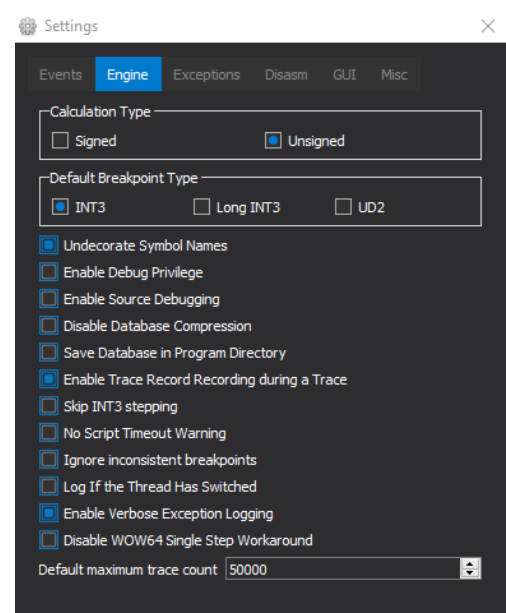 Settings
Events Engine Exceptions Disasm GUI Misc
Calculation Type
Signed Unsigned
Default Breakpoint Type
INT3 Long INT3 UD2
Undecorate Symbol Names
Enable Debug Privilege
Enable Source Debugging
Disable Database Compression
Save Database in Program Directory
Enable Trace Record Recording during a Trace
Skip INT3 stepping
No Script Timeout Warning
Ignore inconsistent breakpoints
Log If the Thread Has Switched
Enable Verbose Exception Logging
Disable WOW64 Single Step Workaround
Default maximum trace count 50000